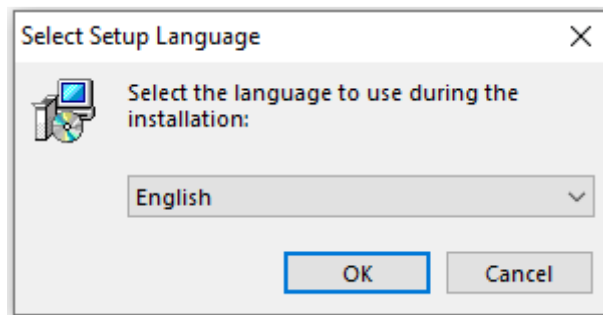 Select Setup Language
Select the language to use during the
installation:
English
OK
Cancel